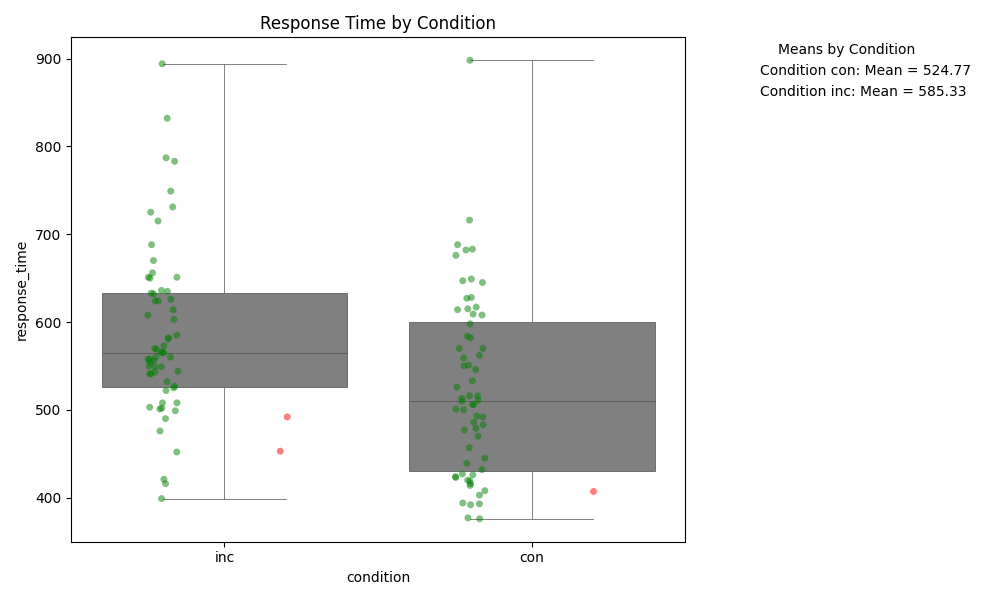 Response Time by Condition
Means by Condition
Condition con: Mean = 524.77
Condition inc: Mean = 585.33
response_time
900
800
700
600
500
400
inc
con
condition